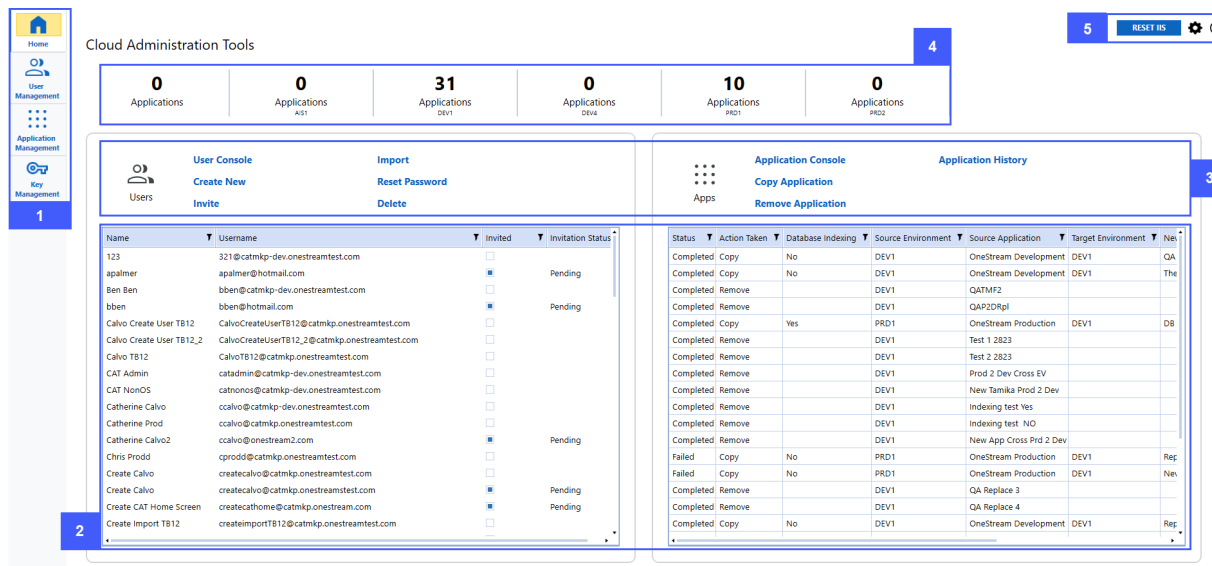 Home
User
Management
Application
Management
Key
Management
1
Cloud Administration Tools
5
RESET IIS
4
0 0 31 0 10 0
Applications Applications Applications Applications Applications Applications
AIS1 DEV1 DEV4 PRD1 PRD2
Users
User Console Import
Create New Reset Password
Invite Delete
Apps
Application Console Application History
Copy Application
Remove Application
3
Name Username Invited Invitation Status
123 321@catmkp-dev.onestreamtest.com
apalmer apalmer@hotmail.com Pending
Ben Ben bben@catmkp-dev.onestreamtest.com
bben bben@hotmail.com Pending
Calvo Create User TB12 CalvoCreateUserTB12@catmkp.onestreamtest.com
Calvo Create User TB12_2 CalvoCreateUserTB12_2@catmkp.onestreamtest.com
Calvo TB12 CalvoTB12@catmkp.onestreamtest.com
CAT Admin catadmin@catmkp-dev.onestreamtest.com
CAT NonOS catnonos@catmkp-dev.onestreamtest.com
Catherine Calvo ccalvo@catmkp-dev.onestreamtest.com
Catherine Prod ccalvo@catmkp.onestreamtest.com
Catherine Calvo2 ccalvo@onestream2.com Pending
Chris Prodd cprodd@catmkp.onestreamtest.com
Create Calvo createcalvo@catmkp.onestreamtest.com
Create Calvo createcalvo@catmkp.onestreamstest.com Pending
Create CAT Home Screen createcathome@catmkp.onestream.com Pending
Create Import TB12 createimportTB12@catmkp.onestreamtest.com
2
Status Action Taken Database Indexing Source Environment Source Application Target Environment Nev
Completed Copy No DEV1 OneStream Development DEV1 QA
Completed Copy No DEV1 OneStream Development DEV1 The
Completed Remove DEV1 QATMF2
Completed Remove DEV1 QAP2DRpl
Completed Copy Yes PRD1 OneStream Production DEV1 DB
Completed Remove DEV1 Test 1 2823
Completed Remove DEV1 Test 2 2823
Completed Remove DEV1 Prod 2 Dev Cross EV
Completed Remove DEV1 New Tamika Prod 2 Dev
Completed Remove DEV1 Indexing test Yes
Completed Remove DEV1 Indexing test NO
Completed Remove DEV1 New App Cross Prd 2 Dev
Failed Copy No PRD1 OneStream Production DEV1 Rep
Failed Copy No PRD1 OneStream Production DEV1 Nev
Completed Remove DEV1 QA Replace 3
Completed Remove DEV1 QA Replace 4
Completed Copy No DEV1 OneStream Development DEV1 Rep